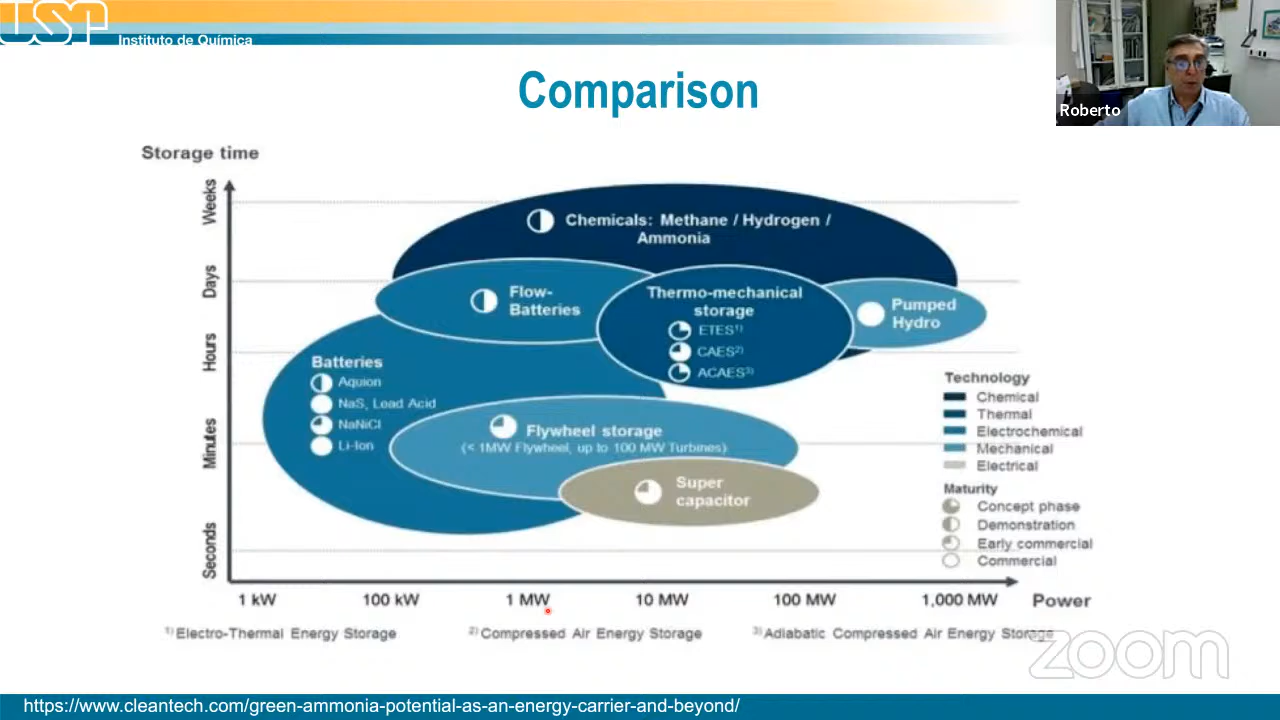 USP
Instituto de Química
Roberto
Comparison
Storage time
Weeks
Days
Hours
Minutes
Seconds
Chemicals: Methane / Hydrogen /
Ammonia
Flow-
Batteries
Thermo-mechanical
storage
ETES1)
CAES2)
ACAES3)
Pumped
Hydro
Batteries
Aquion
NaS, Lead Acid
NaNiCl
Li-Ion
Flywheel storage
(< 1MW Flywheel, up to 100 MW Turbines)
Super
capacitor
Technology
Chemical
Thermal
Electrochemical
Mechanical
Electrical
Maturity
Concept phase
Demonstration
Early commercial
Commercial
1 kW 100 kW 1 MW 10 MW 100 MW 1,000 MW Power
1) Electro-Thermal Energy Storage 2) Compressed Air Energy Storage 3) Adiabatic Compressed Air Energy Storage
zoom
https://www.cleantech.com/green-ammonia-potential-as-an-energy-carrier-and-beyond/